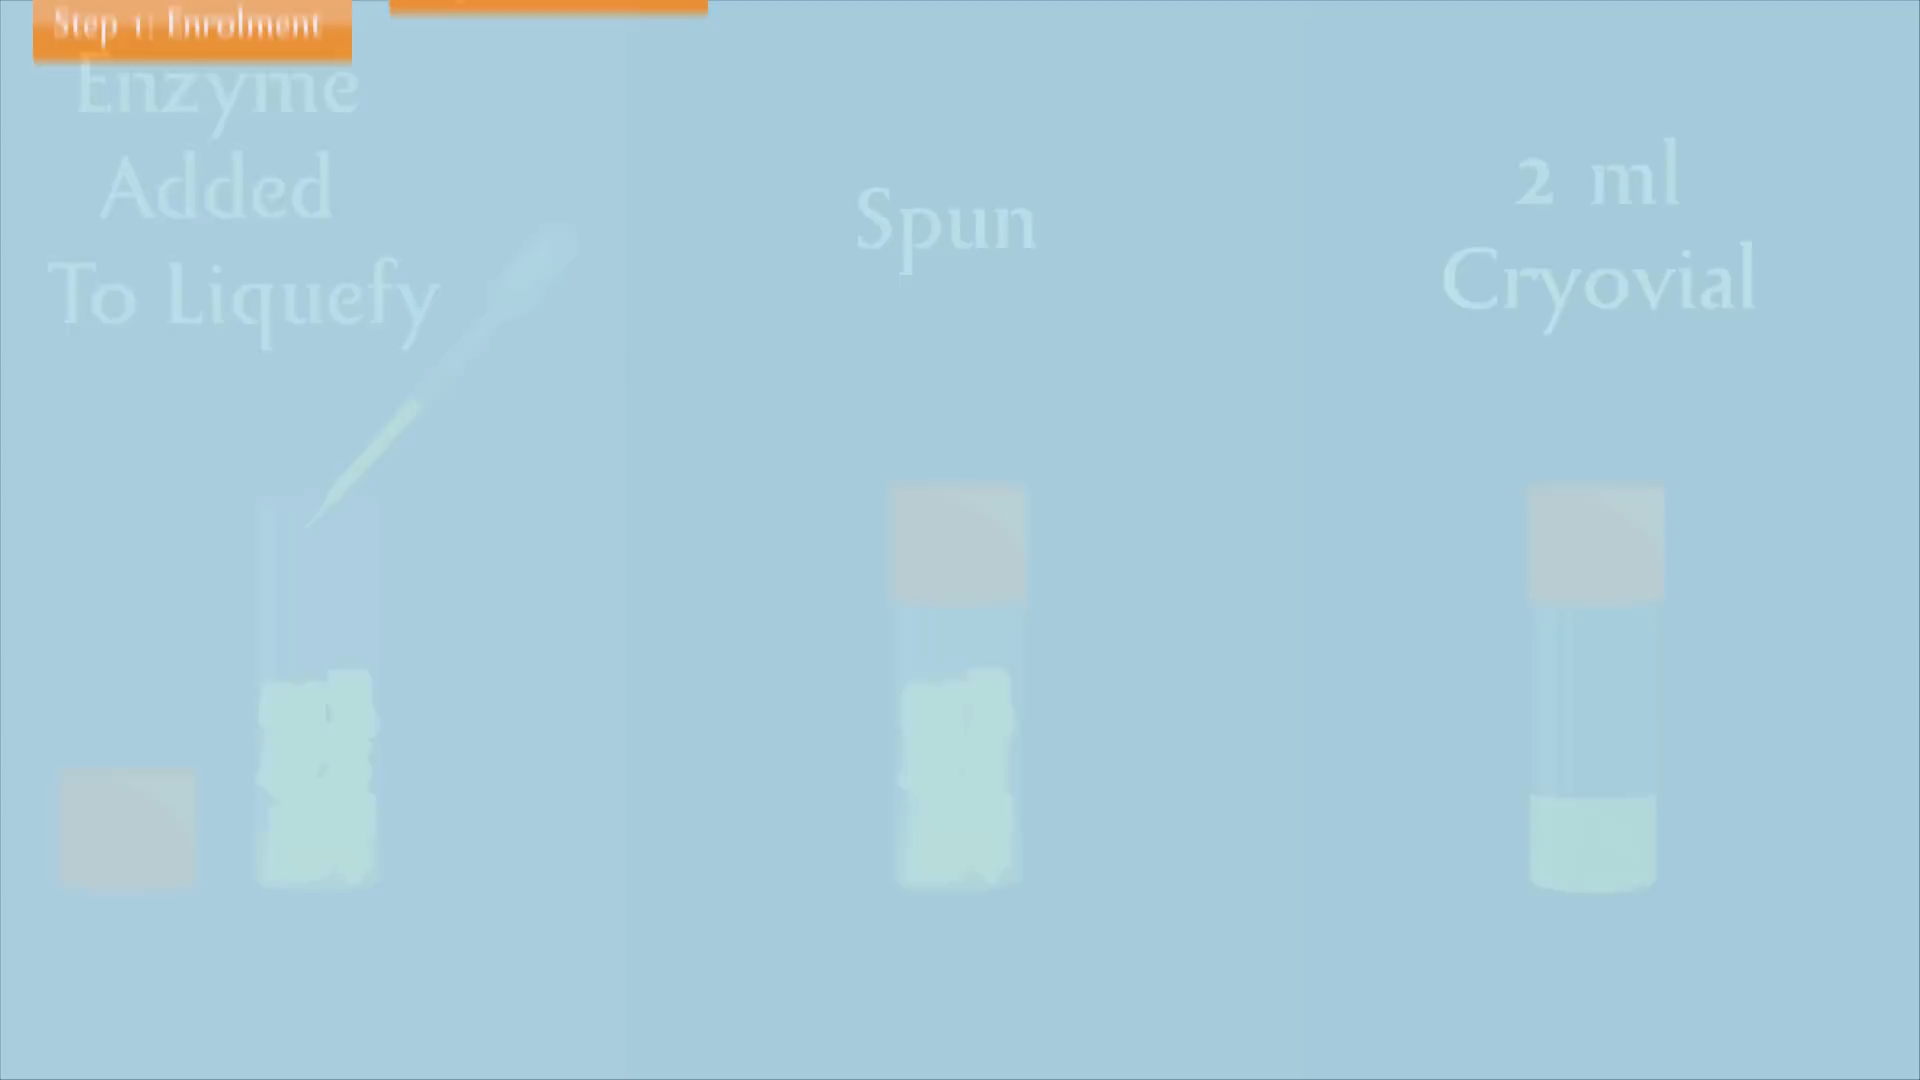 Step 1: Enrolment
Enzyme
Added
To Liquefy
Spun
2 ml
Cryovial